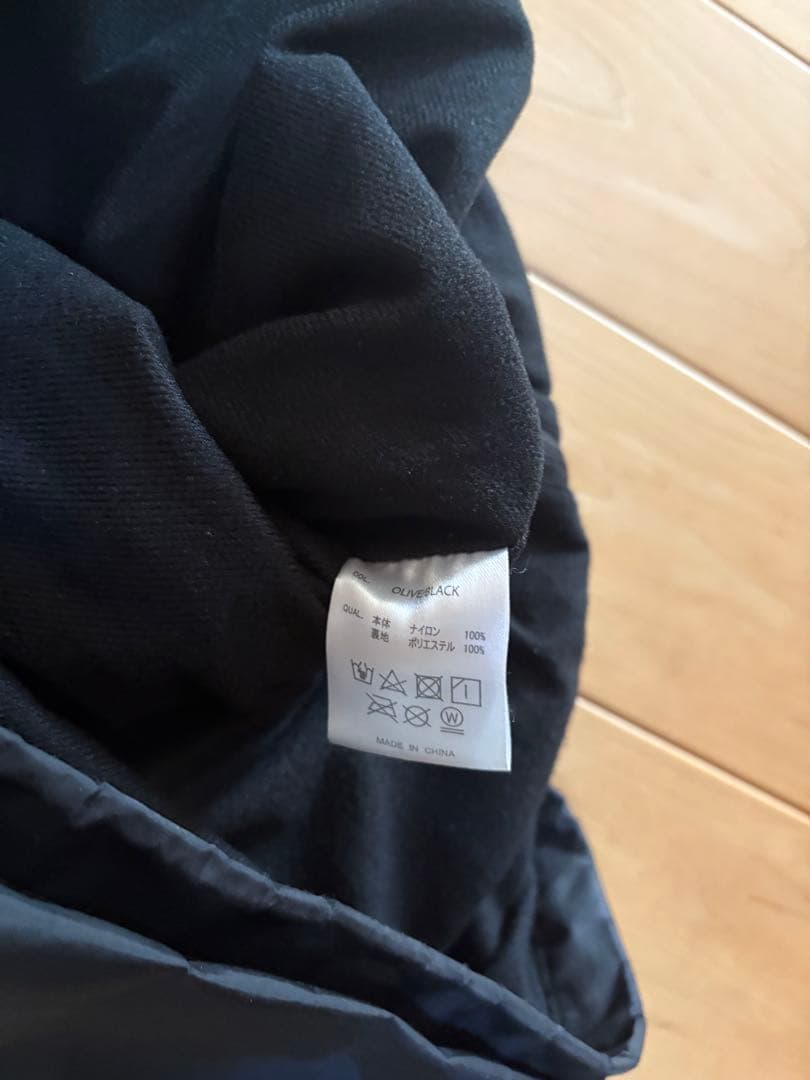 COL. OLIVE/BLACK
QUAL. 本体 ナイロン 100%
裏地 ポリエステル 100%
W
MADE IN CHINA